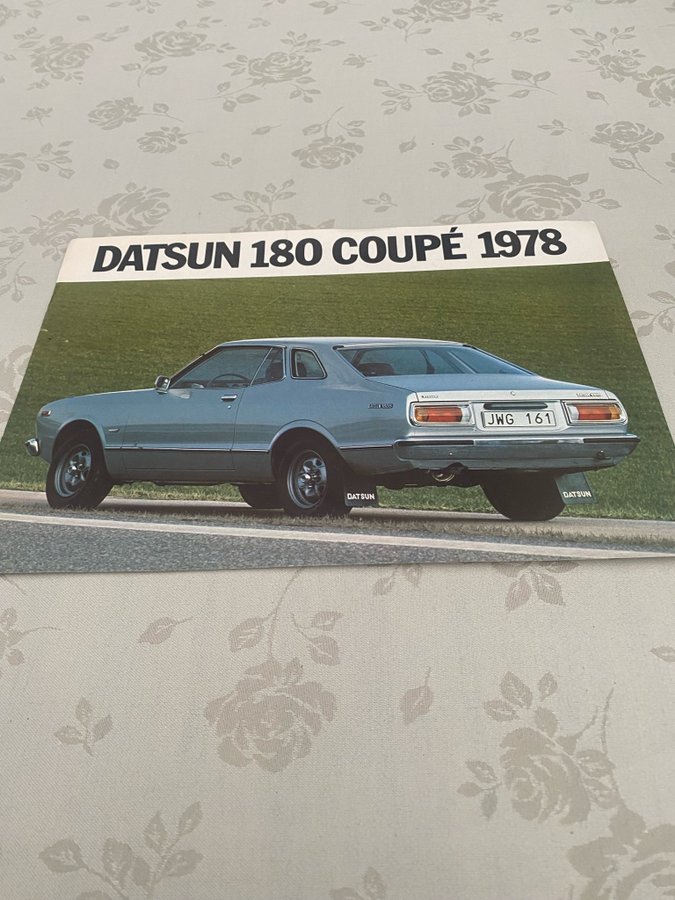 DATSUN 180 COUPÉ 1978
JWG 161
DATSUN
DATSUN